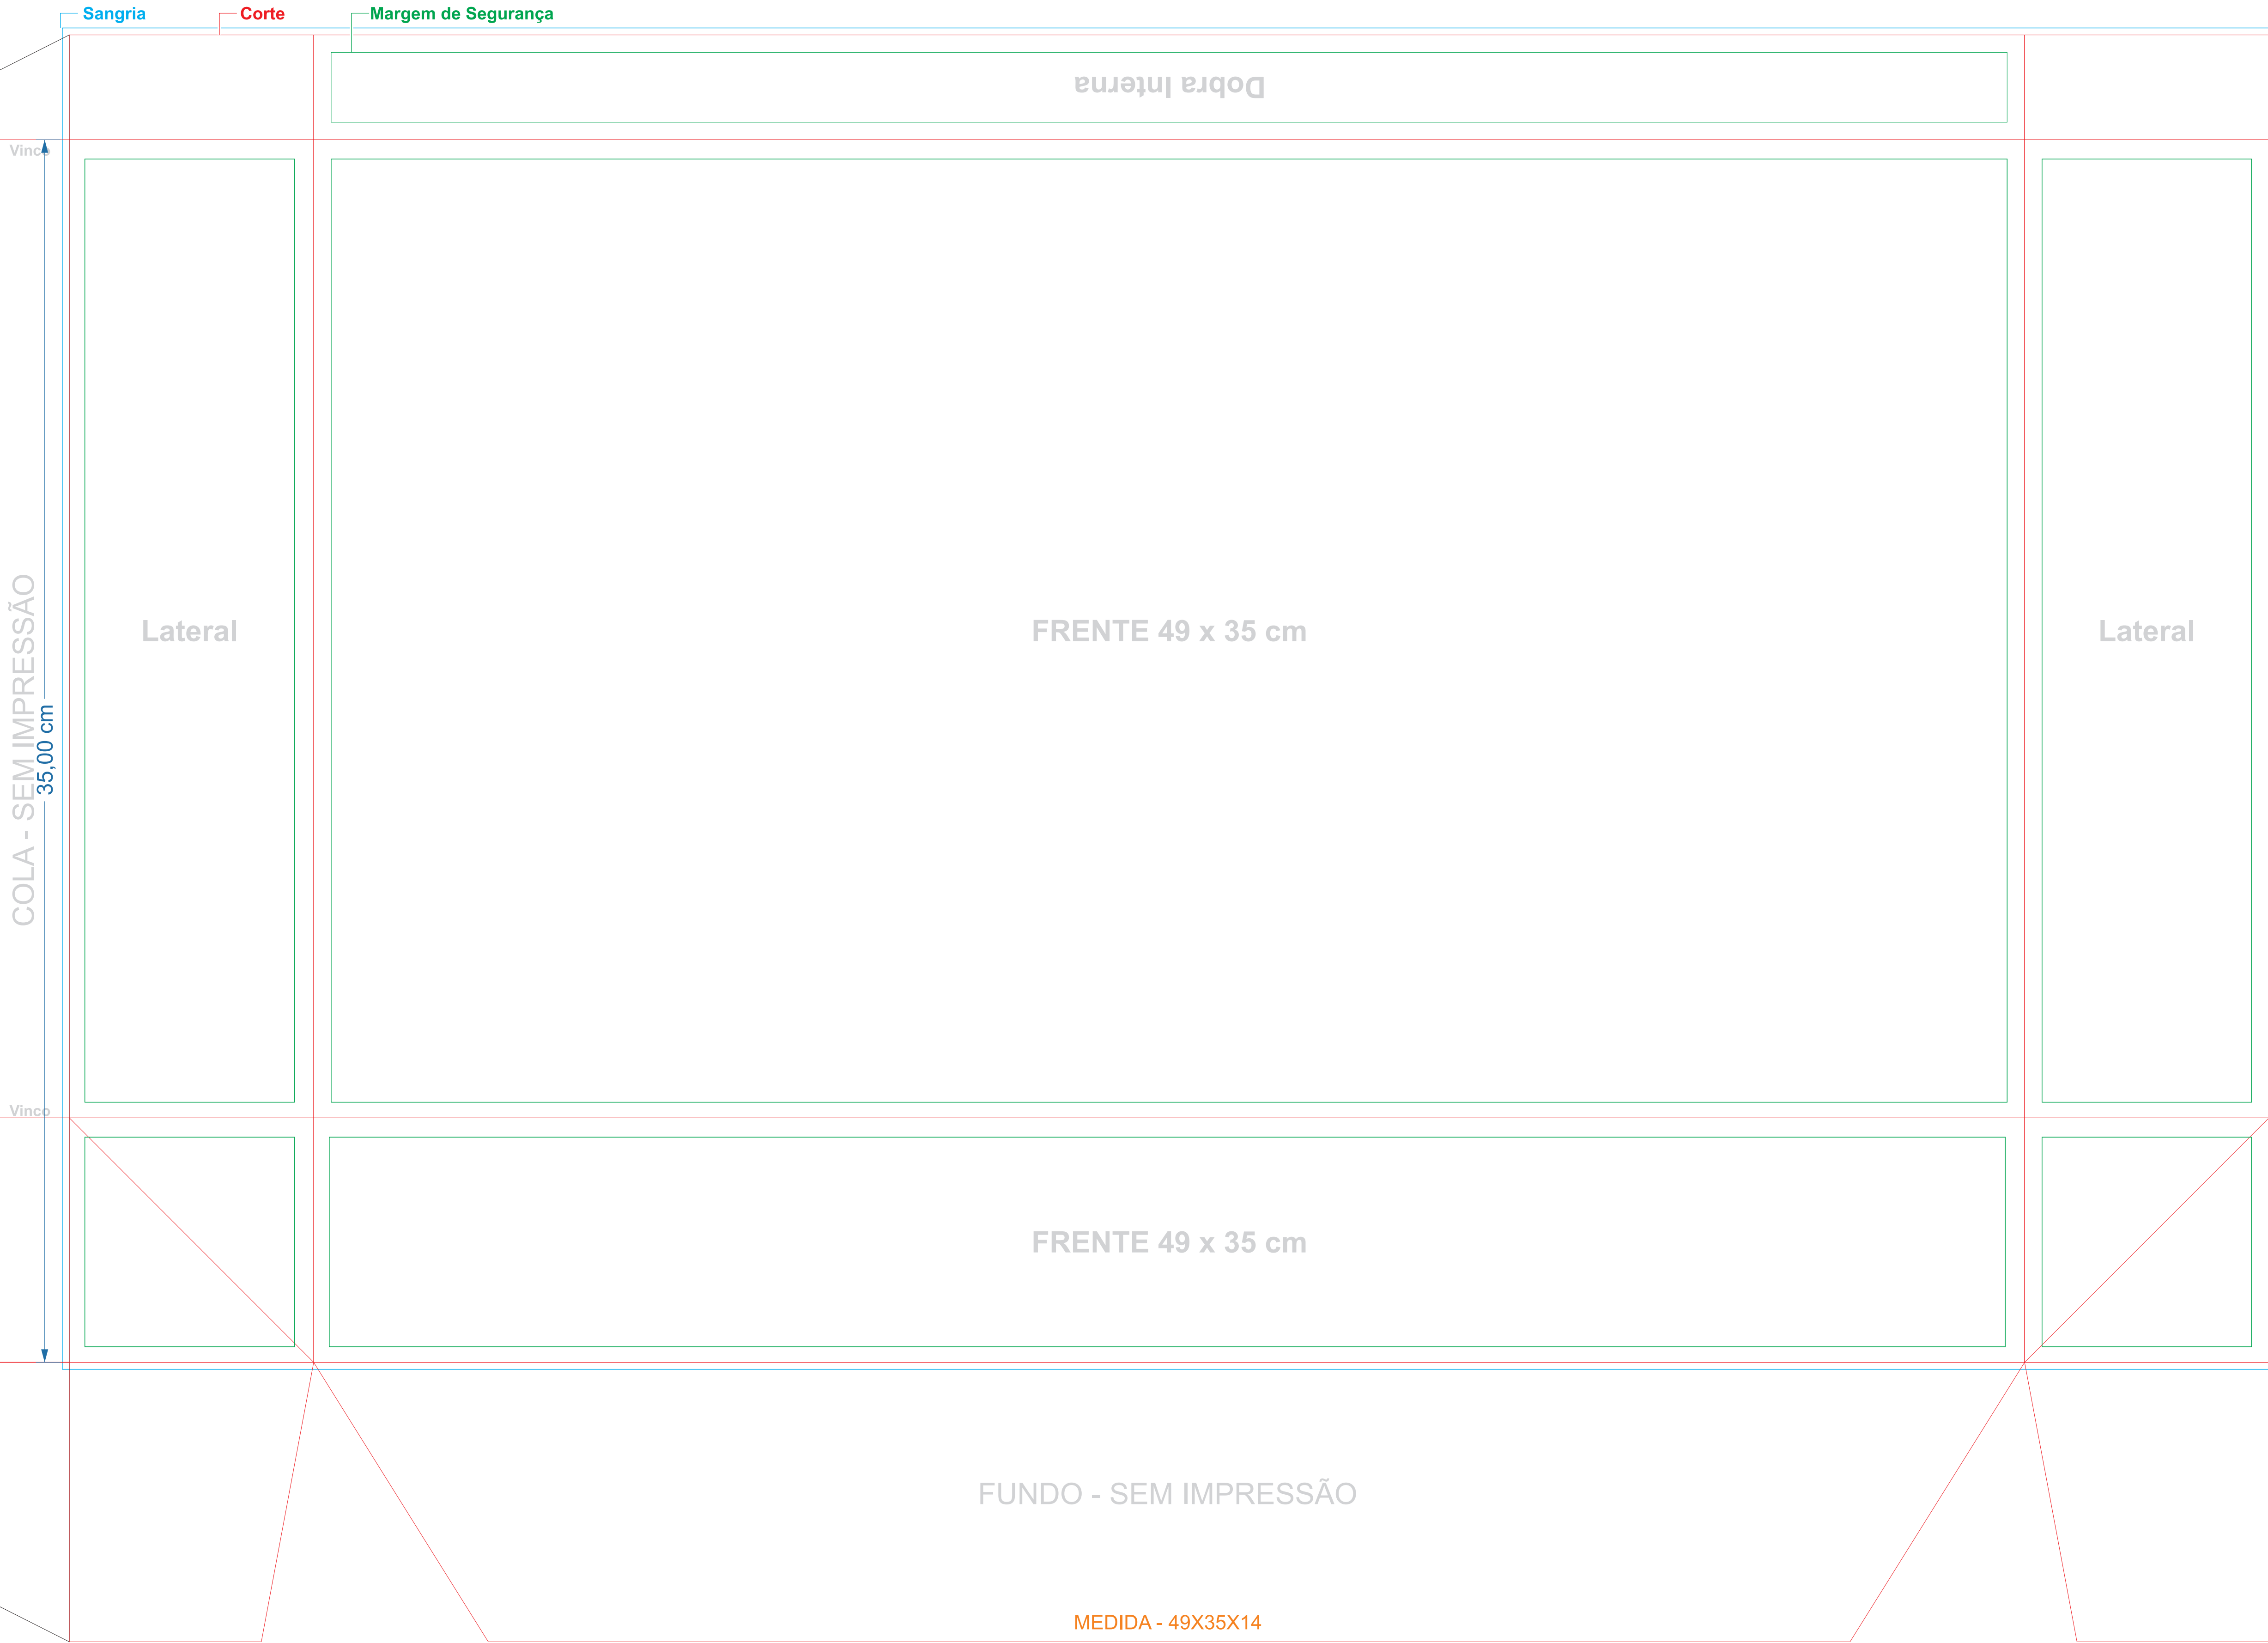 Sangria
Corte
Margem de Segurança
Dobra Interna
Vinco
Lateral
FRENTE 49 x 35 cm
Lateral
COLA - SEM IMPRESSÃO
35,00 cm
Vinco
FRENTE 49 x 35 cm
FUNDO - SEM IMPRESSÃO
MEDIDA - 49X35X14